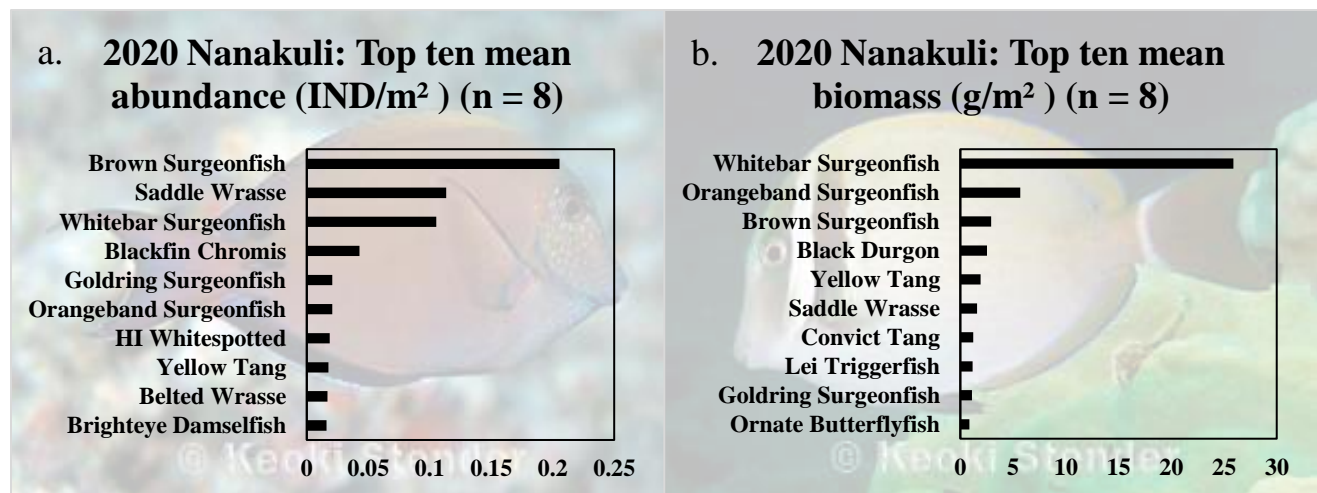 a. 2020 Nanakuli: Top ten mean
abundance (IND/m² ) (n = 8)
Brown Surgeonfish
Saddle Wrasse
Whitebar Surgeonfish
Blackfin Chromis
Goldring Surgeonfish
Orangeband Surgeonfish
HI Whitespotted
Yellow Tang
Belted Wrasse
Brighteye Damselfish
0 0.05 0.1 0.15 0.2 0.25
© Keoki Stender
b. 2020 Nanakuli: Top ten mean
biomass (g/m² ) (n = 8)
Whitebar Surgeonfish
Orangeband Surgeonfish
Brown Surgeonfish
Black Durgon
Yellow Tang
Saddle Wrasse
Convict Tang
Lei Triggerfish
Goldring Surgeonfish
Ornate Butterflyfish
0 5 10 15 20 25 30
© Keoki Stender